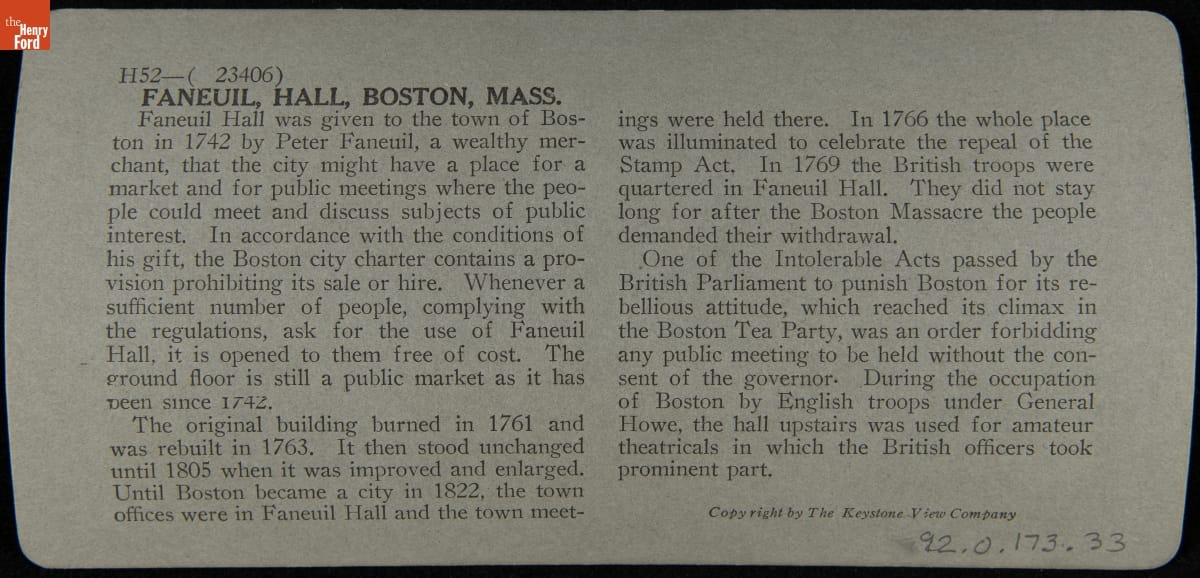 the
Henry
Ford
H52—( 23406)
FANEUIL, HALL, BOSTON, MASS.
Faneuil Hall was given to the town of Bos-
ton in 1742 by Peter Faneuil, a wealthy mer-
chant, that the city might have a place for a
market and for public meetings where the peo-
ple could meet and discuss subjects of public
interest. In accordance with the conditions of
his gift, the Boston city charter contains a pro-
vision prohibiting its sale or hire. Whenever a
sufficient number of people, complying with
the regulations, ask for the use of Faneuil
Hall, it is opened to them free of cost. The
ground floor is still a public market as it has
been since 1742.
The original building burned in 1761 and
was rebuilt in 1763. It then stood unchanged
until 1805 when it was improved and enlarged.
Until Boston became a city in 1822, the town
offices were in Faneuil Hall and the town meet-
ings were held there. In 1766 the whole place
was illuminated to celebrate the repeal of the
Stamp Act. In 1769 the British troops were
quartered in Faneuil Hall. They did not stay
long for after the Boston Massacre the people
demanded their withdrawal.
One of the Intolerable Acts passed by the
British Parliament to punish Boston for its re-
bellious attitude, which reached its climax in
the Boston Tea Party, was an order forbidding
any public meeting to be held without the con-
sent of the governor. During the occupation
of Boston by English troops under General
Howe, the hall upstairs was used for amateur
theatricals in which the British officers took
prominent part.
Copyright by The Keystone View Company
92.0.173.33